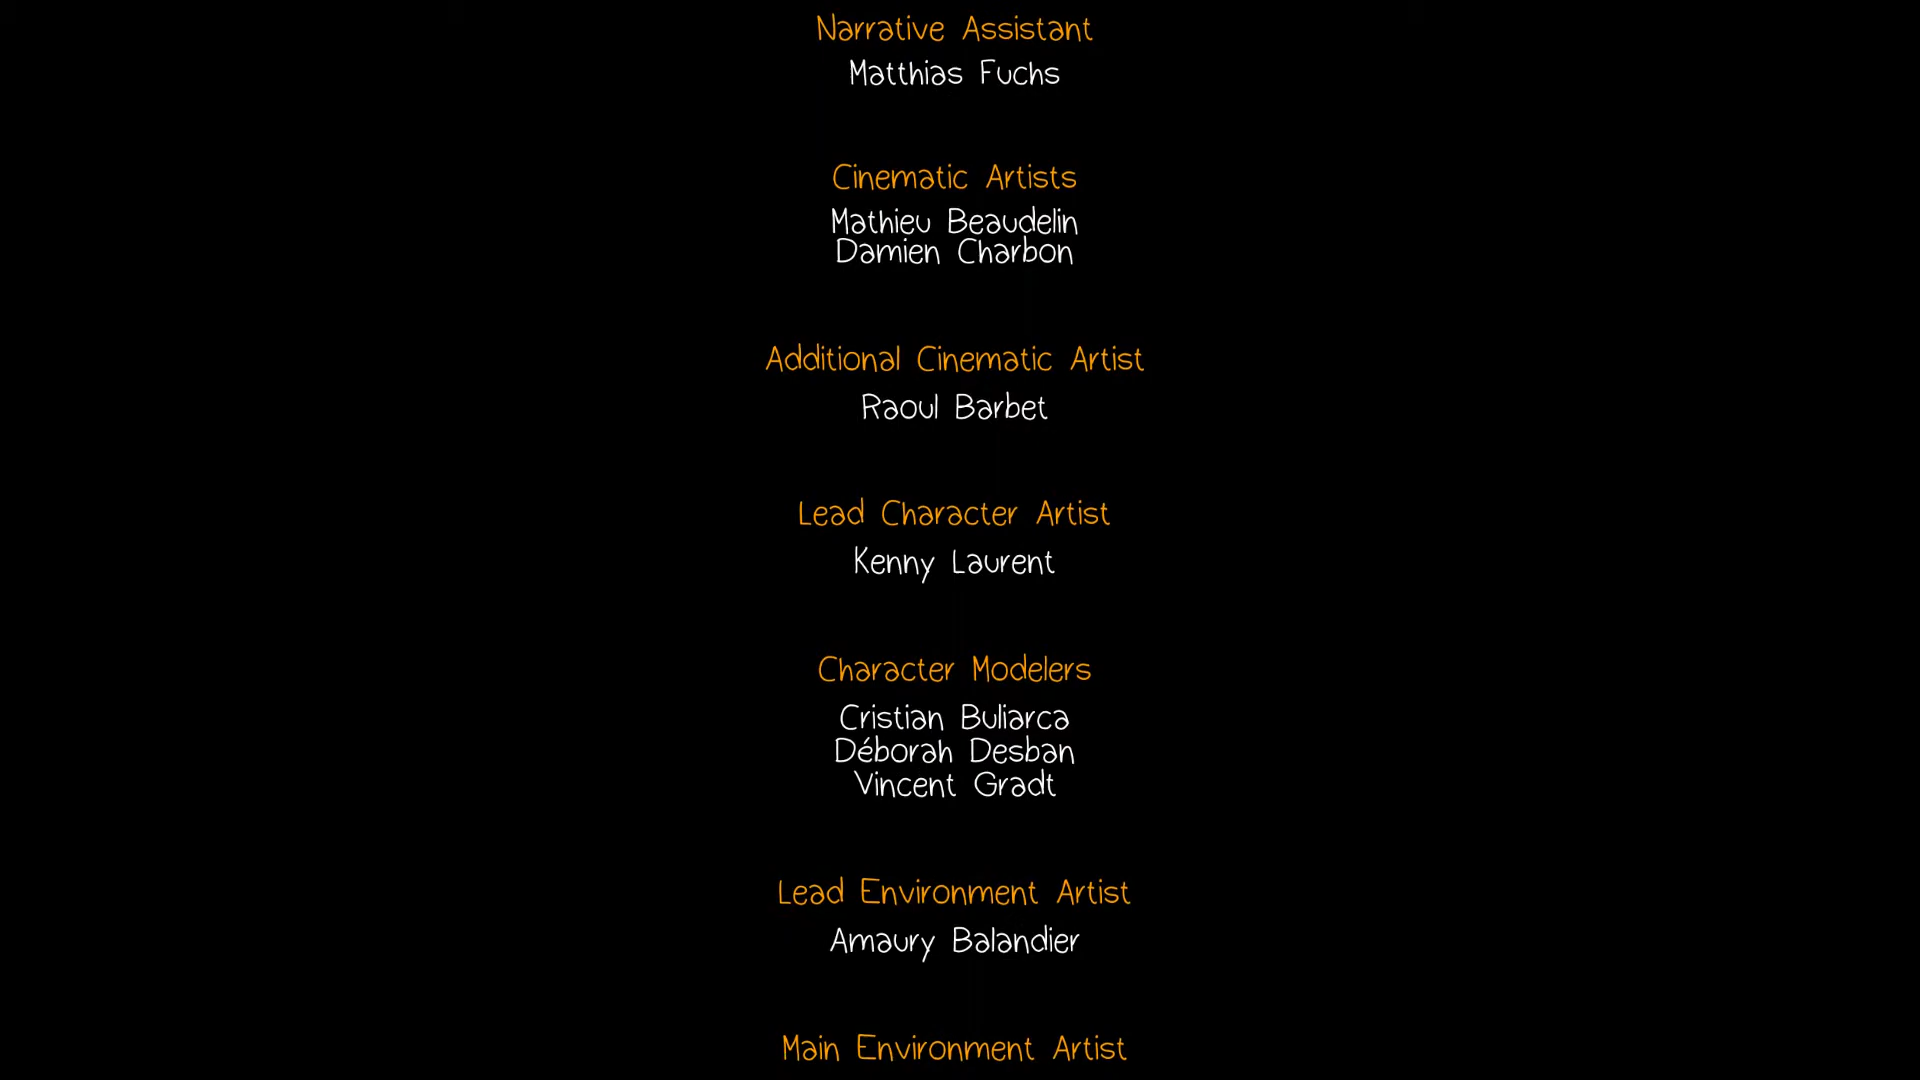 Narrative Assistant
Matthias Fuchs
Cinematic Artists
Mathieu Beaudelin
Damien Charbon
Additional Cinematic Artist
Raoul Barbet
Lead Character Artist
Kenny Laurent
Character Modelers
Cristian Buliarca
Déborah Desban
Vincent Gradt
Lead Environment Artist
Amaury Balandier
Main Environment Artist